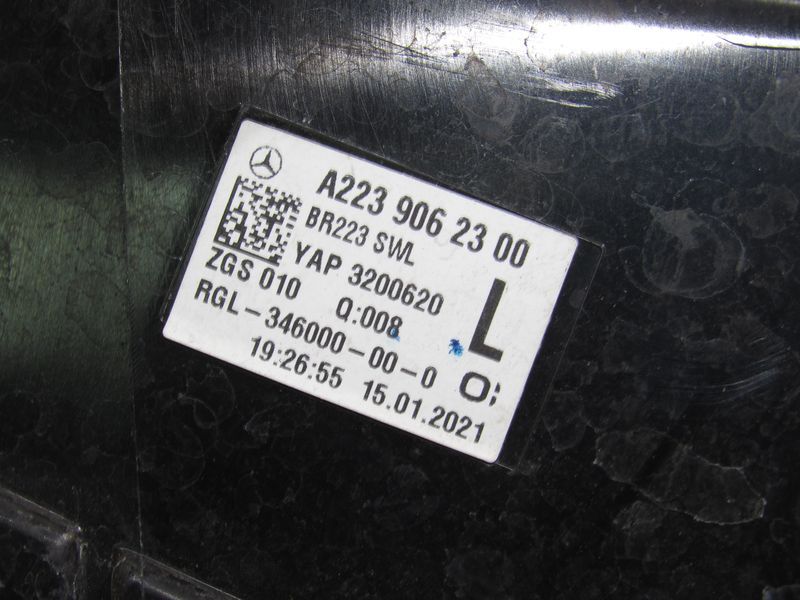 A223 906 23 00
BR223 SWL
YAP 3200620
ZGS 010 Q:008
L
RGL-346000-00-0
O;
19:26:55 15.01.2021